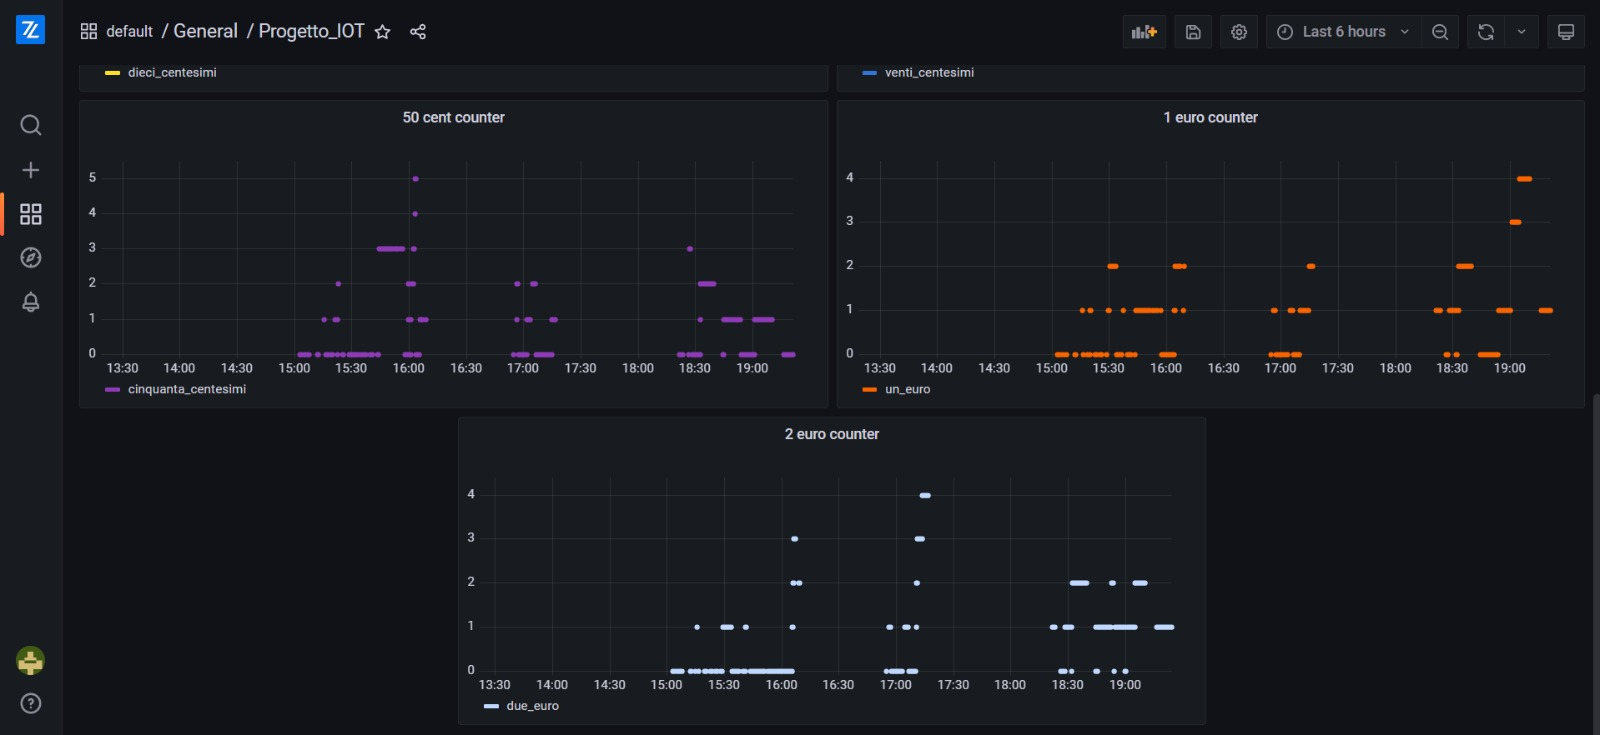 default / General / Progetto_IOT
Last 6 hours
dieci_centesimi
venti_centesimi
50 cent counter
5
4
3
2
1
0
13:30 14:00 14:30 15:00 15:30 16:00 16:30 17:00 17:30 18:00 18:30 19:00
cinquanta_centesimi
1 euro counter
4
3
2
1
0
13:30 14:00 14:30 15:00 15:30 16:00 16:30 17:00 17:30 18:00 18:30 19:00
un_euro
2 euro counter
4
3
2
1
0
13:30 14:00 14:30 15:00 15:30 16:00 16:30 17:00 17:30 18:00 18:30 19:00
due_euro